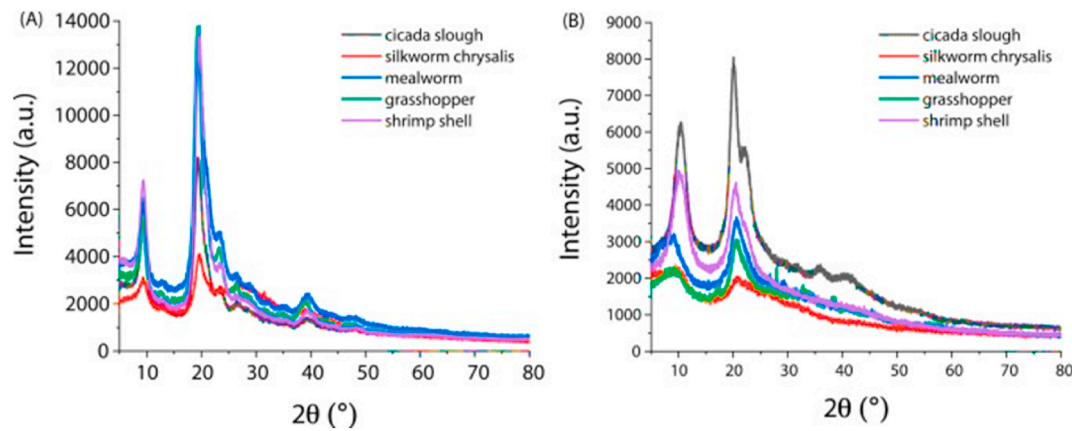 (A)
14000
12000
10000
8000
6000
4000
2000
0
Intensity (a.u.)
cicada slough
silkworm chrysalis
mealworm
grasshopper
shrimp shell
10 20 30 40 50 60 70 80
2θ (°)
(B)
9000
8000
7000
6000
5000
4000
3000
2000
1000
0
Intensity (a.u.)
cicada slough
silkworm chrysalis
mealworm
grasshopper
shrimp shell
10 20 30 40 50 60 70 80
2θ (°)